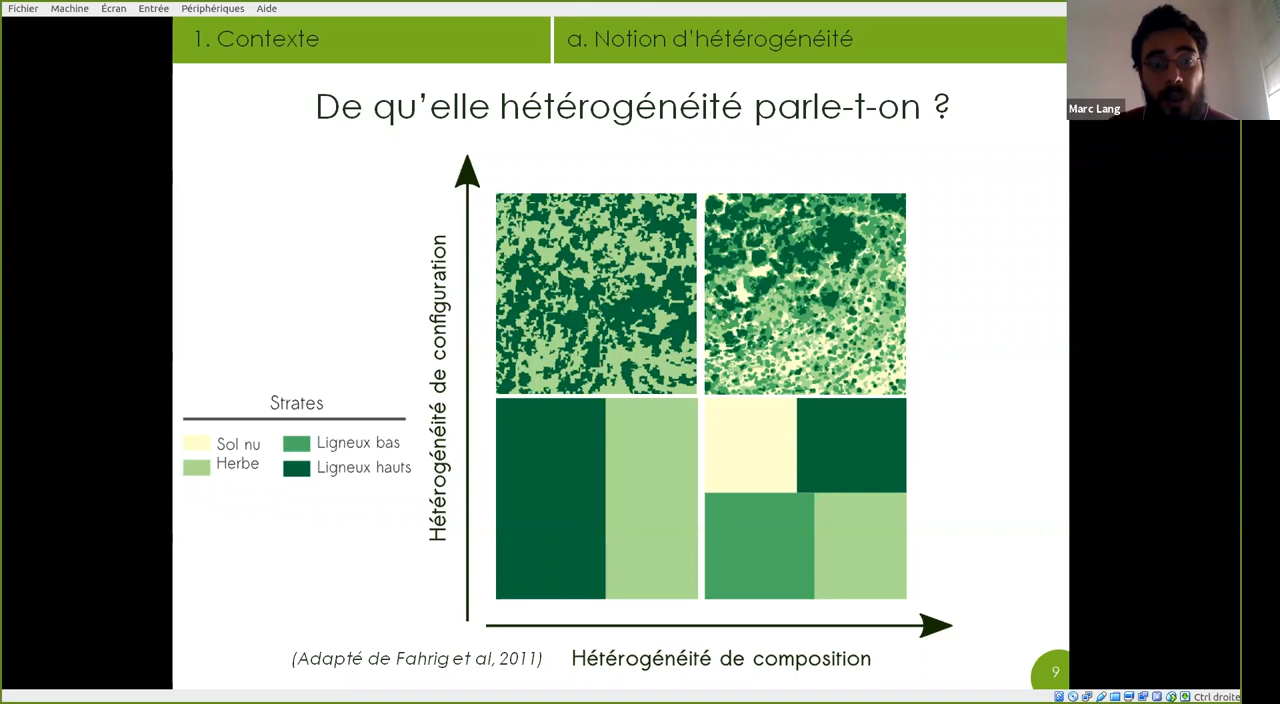 Fichier Machine Écran Entrée Périphériques Aide
1. Contexte
a. Notion d'hétérogénéité
Marc Lang
De qu'elle hétérogénéité parle-t-on ?
Hétérogénéité de configuration
Strates
Sol nu
Ligneux bas
Herbe
Ligneux hauts
(Adapté de Fahrig et al, 2011)
Hétérogénéité de composition
9
Ctrl droite